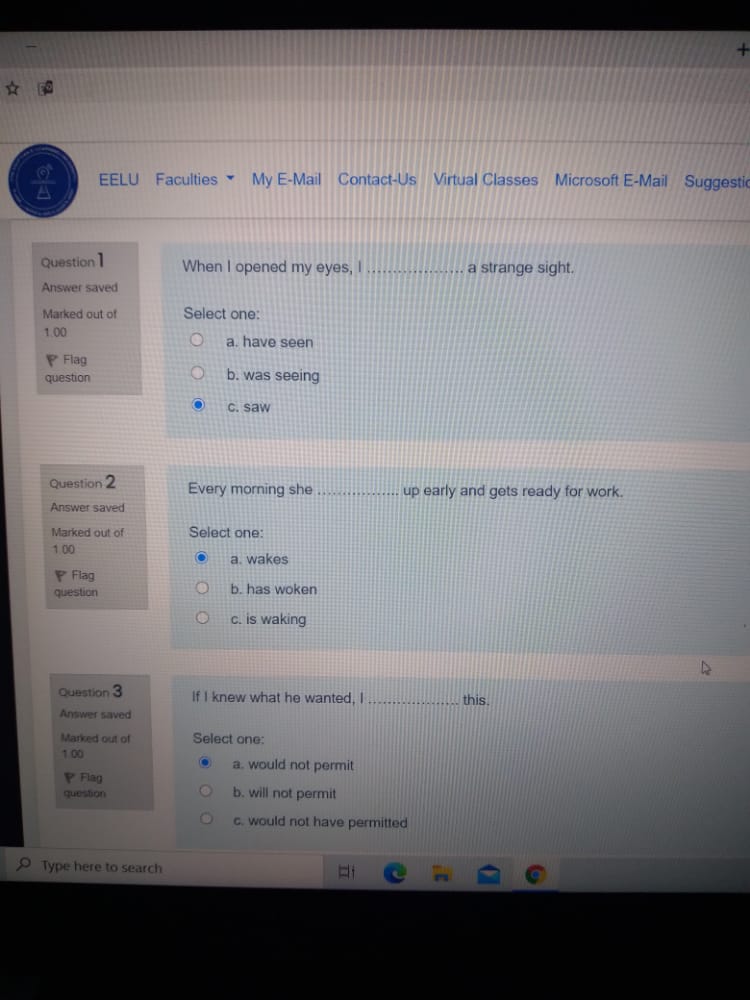 EELU Faculties My E-Mail Contact-Us Virtual Classes Microsoft E-Mail
Question 1
Answer saved
Marked out of
1.00
Flag
question
When I opened my eyes, I ................... a strange sight.
Select one:
a. have seen
b. was seeing
c. saw
Question 2
Answer saved
Marked out of
1.00
Flag
question
Every morning she ................ up early and gets ready for work.
Select one:
a. wakes
b. has woken
c. is waking
Question 3
Answer saved
Marked out of
1.00
Flag
question
If I knew what he wanted, I .................. this.
Select one:
a. would not permit
b. will not permit
c. would not have permitted
Type here to search